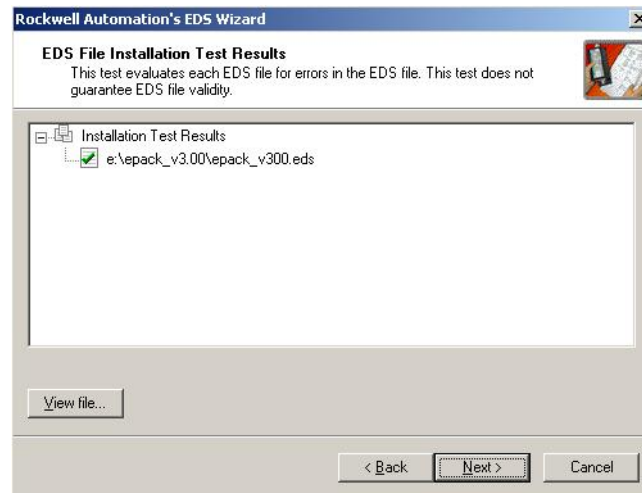 Rockwell Automation's EDS Wizard
EDS File Installation Test Results
This test evaluates each EDS file for errors in the EDS file. This test does not
guarantee EDS file validity.
Installation Test Results
e:\epack_v3.00\epack_v300.eds
View file...
< Back
Next >
Cancel